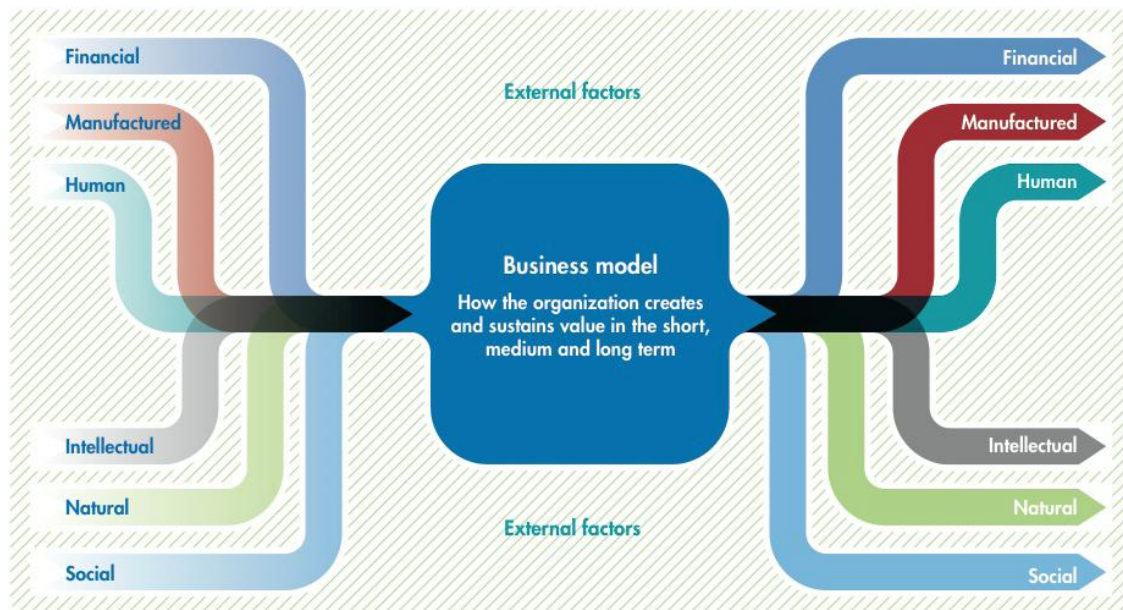 Financial
Manufactured
Human
Intellectual
Natural
Social
External factors
Business model
How the organization creates
and sustains value in the short,
medium and long term
External factors
Financial
Manufactured
Human
Intellectual
Natural
Social